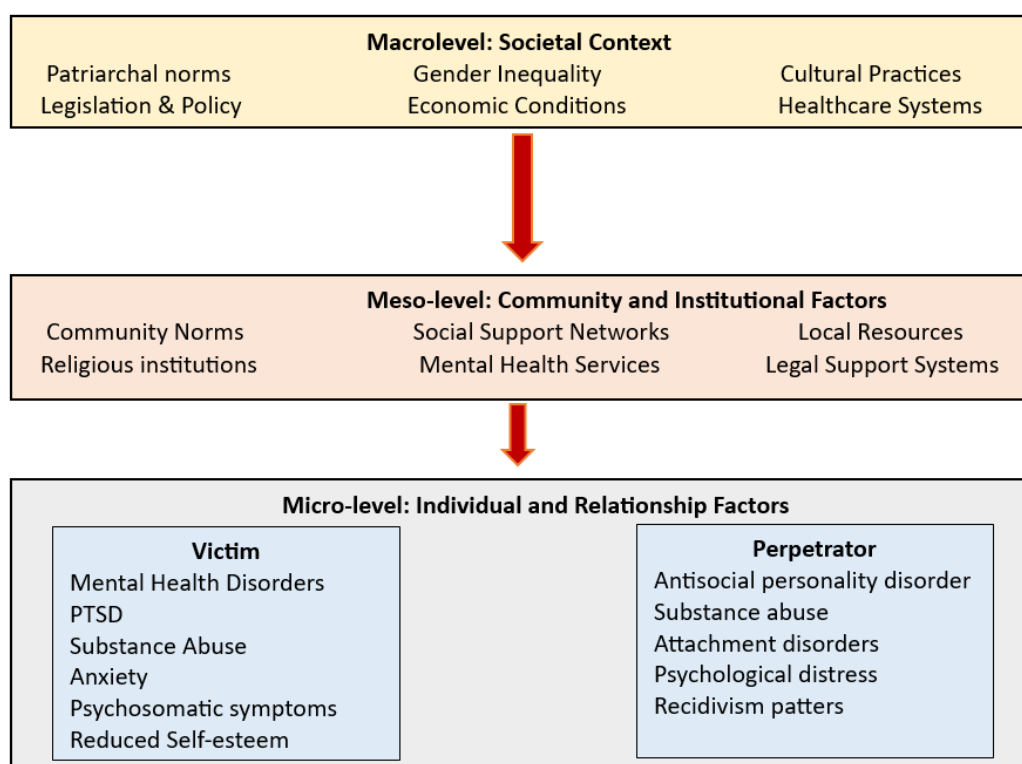 Macrolevel: Societal Context
Patriarchal norms Gender Inequality Cultural Practices
Legislation & Policy Economic Conditions Healthcare Systems
Meso-level: Community and Institutional Factors
Community Norms Social Support Networks Local Resources
Religious institutions Mental Health Services Legal Support Systems
Micro-level: Individual and Relationship Factors
Victim
Mental Health Disorders
PTSD
Substance Abuse
Anxiety
Psychosomatic symptoms
Reduced Self-esteem
Perpetrator
Antisocial personality disorder
Substance abuse
Attachment disorders
Psychological distress
Recidivism patters